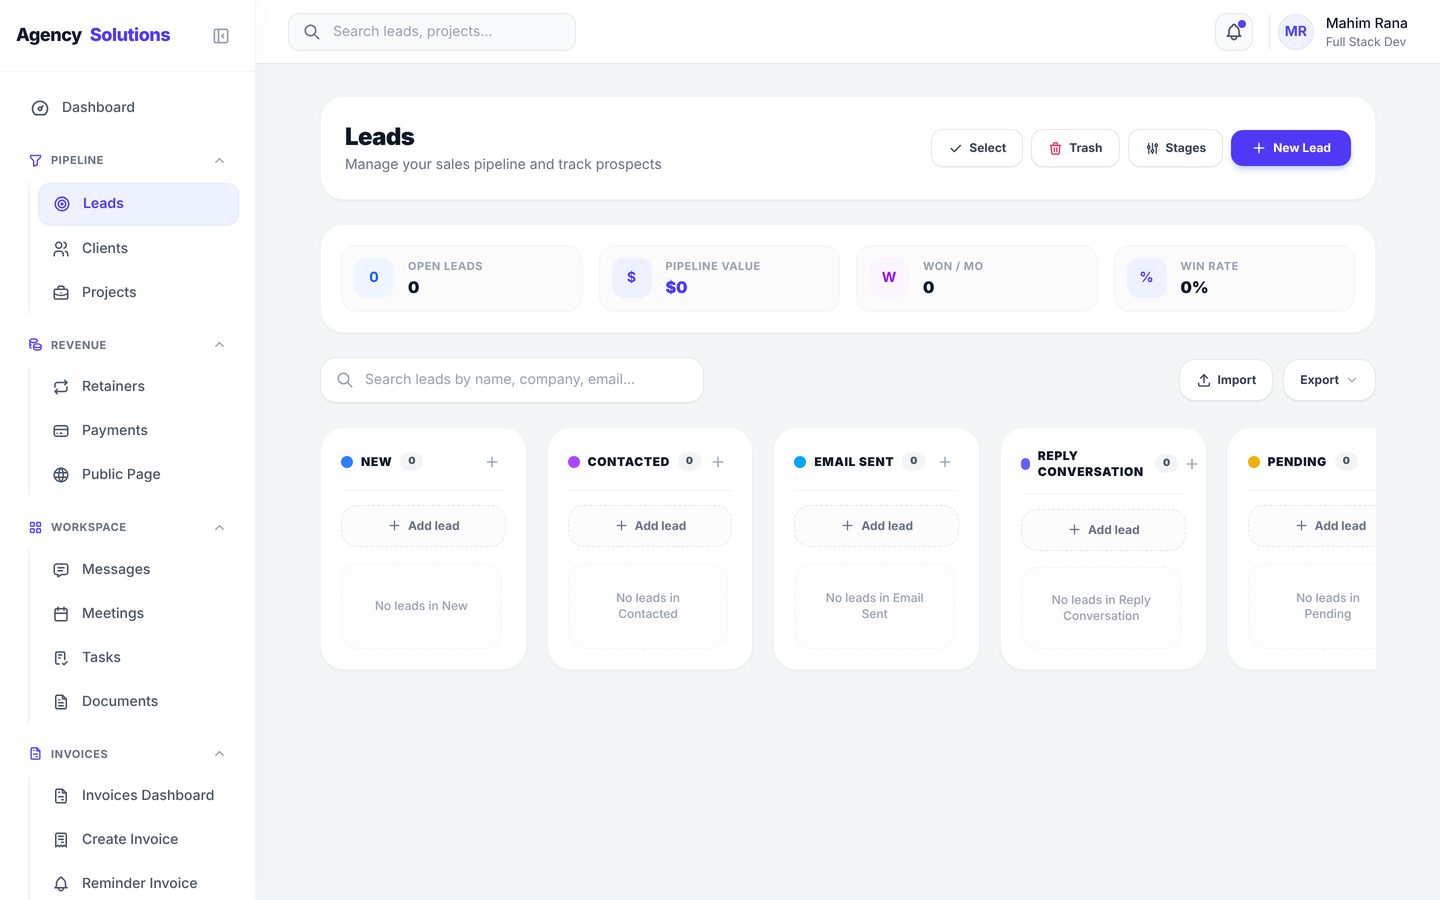 Agency Solutions
Search leads, projects...
MR
Mahim Rana
Full Stack Dev
Dashboard
PIPELINE
Leads
Clients
Projects
REVENUE
Retainers
Payments
Public Page
WORKSPACE
Messages
Meetings
Tasks
Documents
INVOICES
Invoices Dashboard
Create Invoice
Reminder Invoice
Leads
Manage your sales pipeline and track prospects
Select
Trash
Stages
New Lead
0
OPEN LEADS
0
$
PIPELINE VALUE
$0
W
WON / MO
0
%
WIN RATE
0%
Search leads by name, company, email...
Import
Export
NEW 0
Add lead
No leads in New
CONTACTED 0
Add lead
No leads in
Contacted
EMAIL SENT 0
Add lead
No leads in Email
Sent
REPLY
CONVERSATION 0
Add lead
No leads in Reply
Conversation
PENDING 0
Add lead
No leads in
Pending